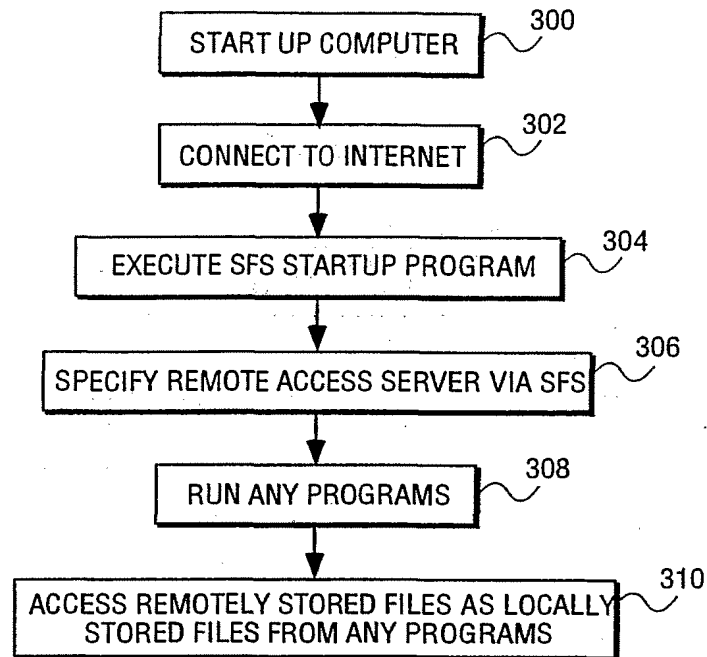 START UP COMPUTER
300
CONNECT TO INTERNET
302
EXECUTE SFS STARTUP PROGRAM
304
SPECIFY REMOTE ACCESS SERVER VIA SFS
306
RUN ANY PROGRAMS
308
ACCESS REMOTELY STORED FILES AS LOCALLY
STORED FILES FROM ANY PROGRAMS
310